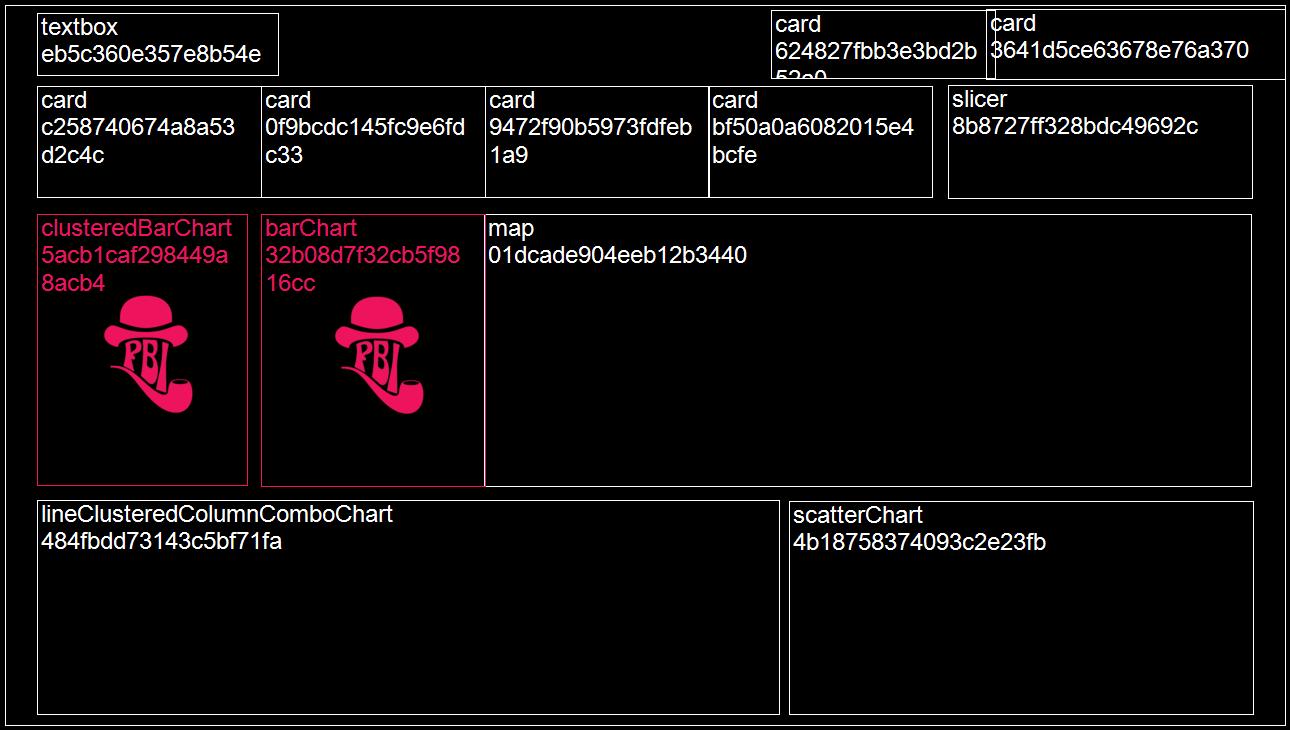 textbox
eb5c360e357e8b54e
card
624827fbb3e3bd2b
52a0
card
3641d5ce63678e76a370
card
c258740674a8a53
d2c4c
card
0f9bcdc145fc9e6fd
c33
card
9472f90b5973fdfeb
1a9
card
bf50a0a6082015e4
bcfe
slicer
8b8727ff328bdc49692c
clusteredBarChart
5acb1caf298449a
8acb4
PBI
barChart
32b08d7f32cb5f98
16cc
PBI
map
01dcade904eeb12b3440
lineClusteredColumnComboChart
484fbdd73143c5bf71fa
scatterChart
4b18758374093c2e23fb